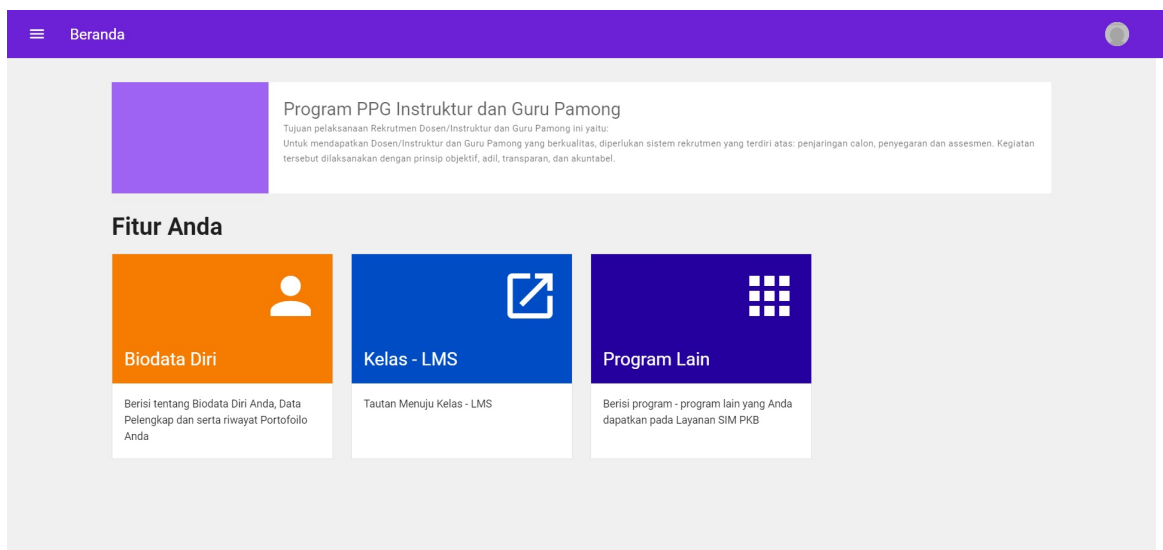 Beranda
Program PPG Instruktur dan Guru Pamong
Tujuan pelaksanaan Rekrutmen Dosen/Instruktur dan Guru Pamong ini yaitu:
Untuk mendapatkan Dosen/Instruktur dan Guru Pamong yang berkualitas, diperlukan sistem rekrutmen yang terdiri atas: penjaringan calon, penyegaran dan assesmen. Kegiatan
tersebut dilaksanakan dengan prinsip objektif, adil, transparan, dan akuntabel.
Fitur Anda
Biodata Diri
Berisi tentang Biodata Diri Anda, Data
Pelengkap dan serta riwayat Portofoilo
Anda
Kelas - LMS
Tautan Menuju Kelas - LMS
Program Lain
Berisi program - program lain yang Anda
dapatkan pada Layanan SIM PKB